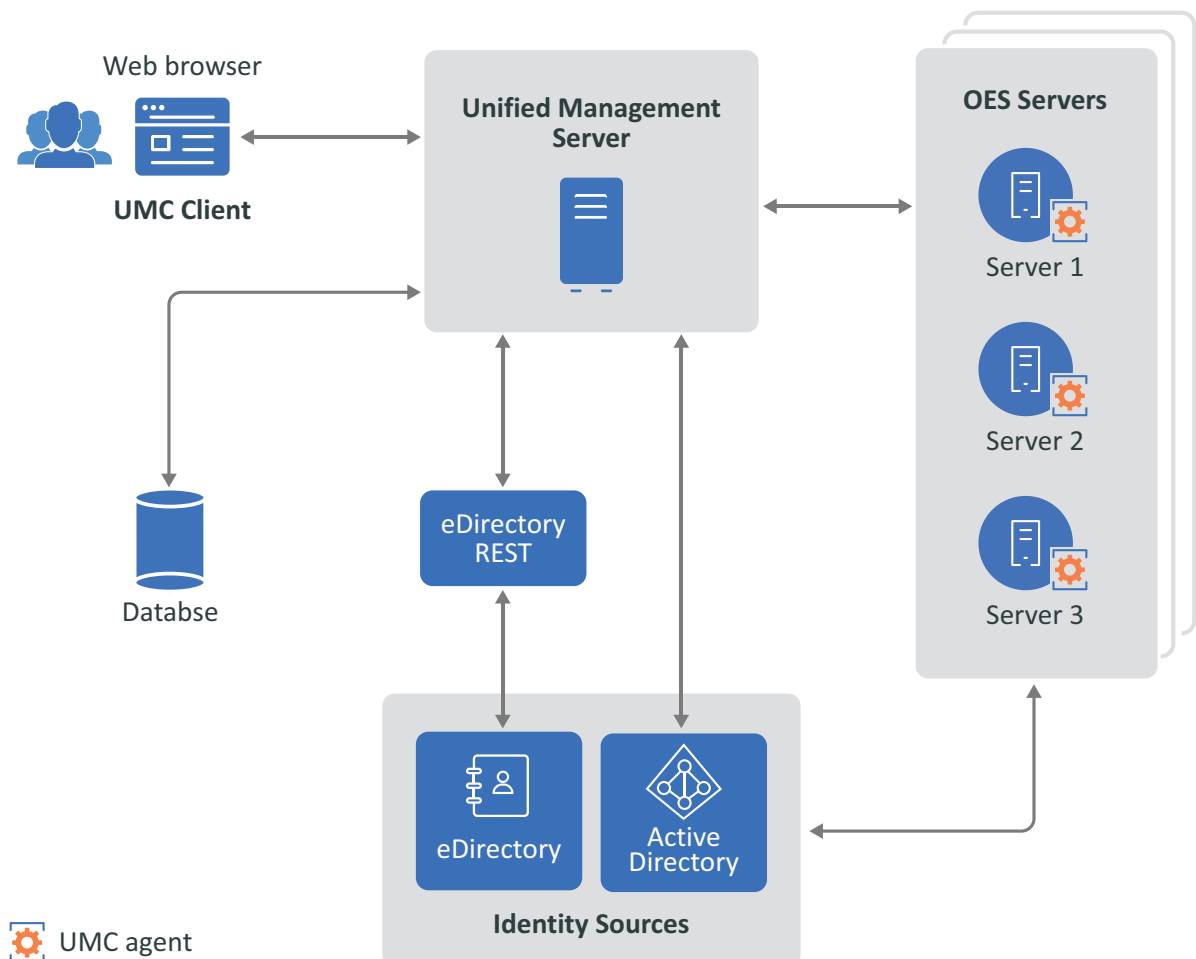 Web browser
UMC Client
Unified Management
Server
OES Servers
Server 1
Server 2
Server 3
eDirectory
REST
Databse
eDirectory
Active
Directory
Identity Sources
UMC agent